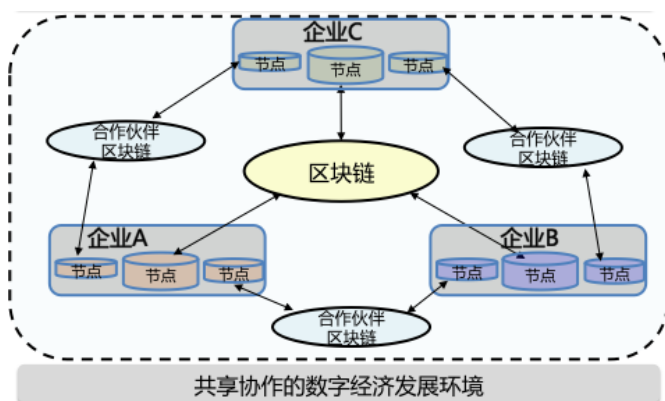 企业C
节点
节点
节点
合作伙伴
区块链
合作伙伴
区块链
区块链
企业A
节点
节点
节点
企业B
节点
节点
节点
合作伙伴
区块链
共享协作的数字经济发展环境